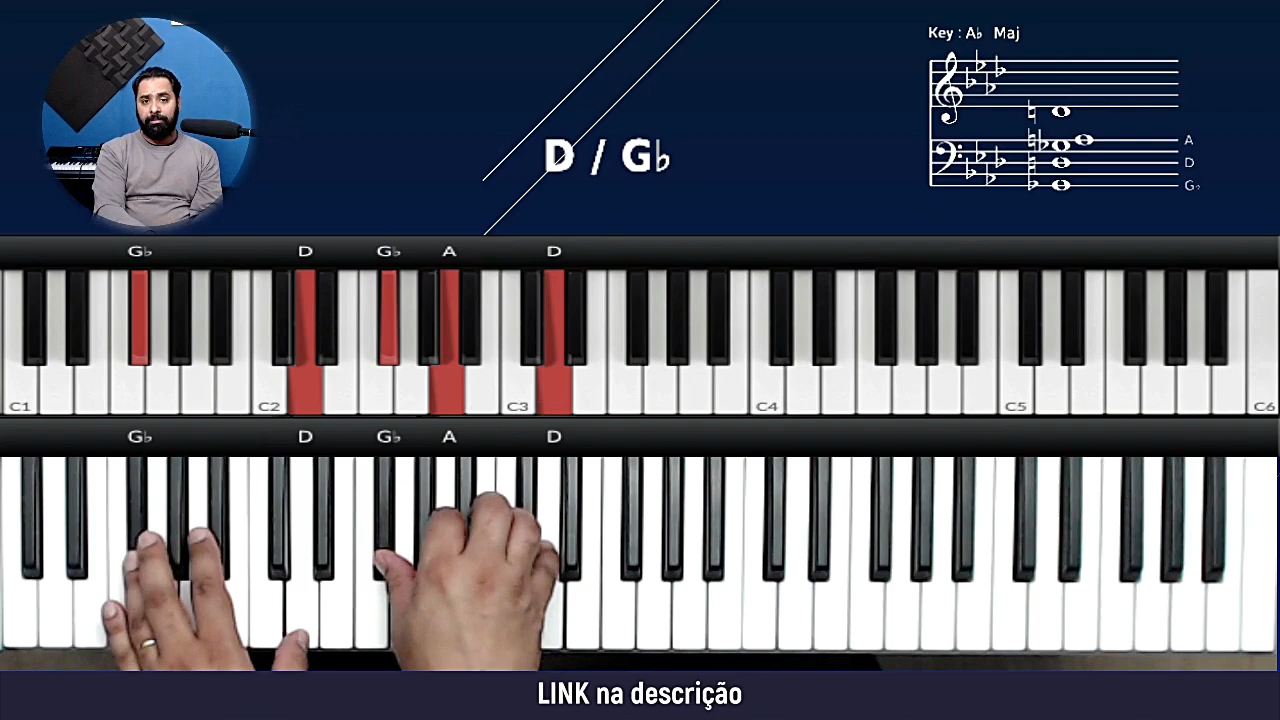 Key : A♭ Maj
D / G♭
A
D
G♭
G♭ D G♭ A D
C1 C2 C3 C4 C5 C6
G♭ D G♭ A D
LINK na descrição